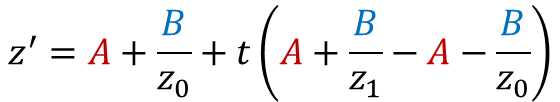 z′ = A + B/z₀ + t(A + B/z₁ − A − B/z₀)